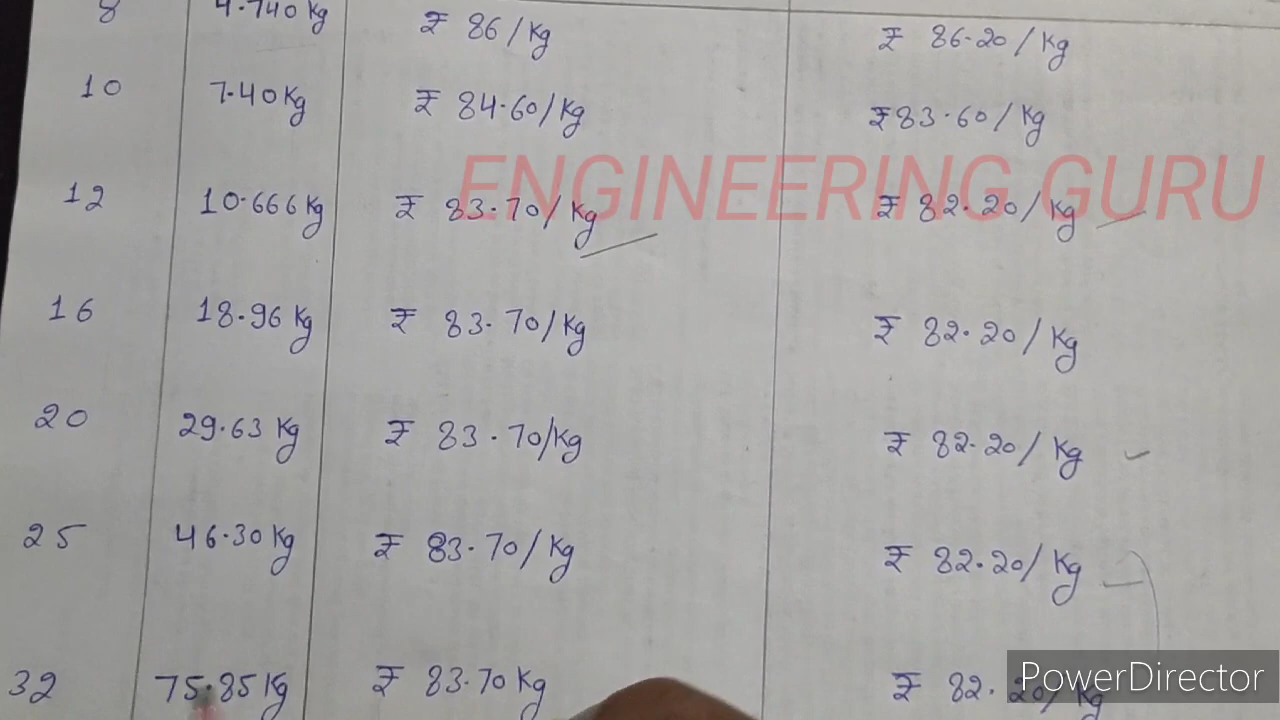 8 4.740 Kg ₹ 86/Kg ₹ 86.20/Kg
10 7.40 Kg ₹ 84.60/Kg ₹ 83.60/Kg
ENGINEERING GURU
12 10.666 Kg ₹ 83.70/Kg ₹ 82.20/Kg
16 18.96 Kg ₹ 83.70/Kg ₹ 82.20/Kg
20 29.63 Kg ₹ 83.70/Kg ₹ 82.20/Kg
25 46.30 Kg ₹ 83.70/Kg ₹ 82.20/Kg
32 75.85 Kg ₹ 83.70 Kg ₹ 82.20/Kg
PowerDirector